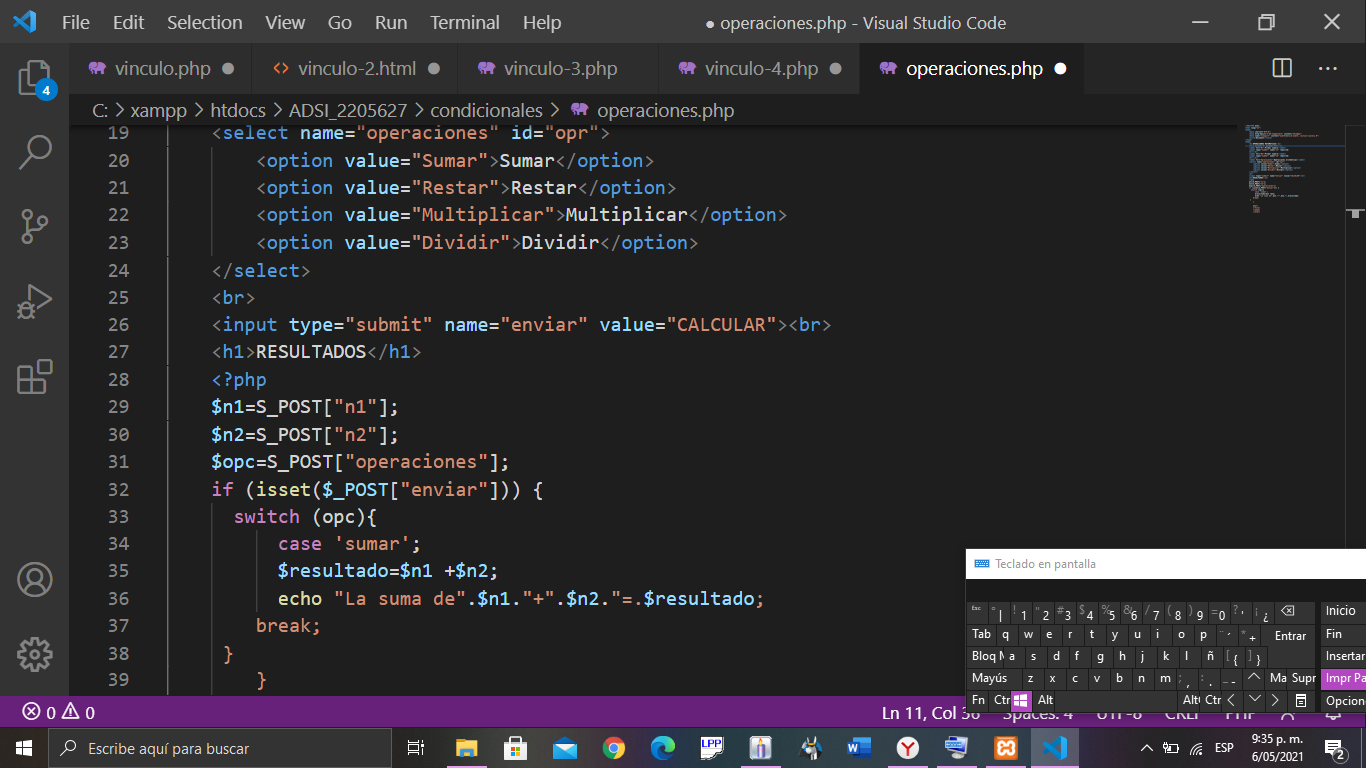 File Edit Selection View Go Run Terminal Help ● operaciones.php - Visual Studio Code
vinculo.php vinculo-2.html vinculo-3.php vinculo-4.php operaciones.php
C: > xampp > htdocs > ADSI_2205627 > condicionales > operaciones.php
4
19 <select name="operaciones" id="opr">
20 <option value="Sumar">Sumar</option>
21 <option value="Restar">Restar</option>
22 <option value="Multiplicar">Multiplicar</option>
23 <option value="Dividir">Dividir</option>
24 </select>
25 <br>
26 <input type="submit" name="enviar" value="CALCULAR"><br>
27 <h1>RESULTADOS</h1>
28 <?php
29 $n1=S_POST["n1"];
30 $n2=S_POST["n2"];
31 $opc=S_POST["operaciones"];
32 if (isset($_POST["enviar"])) {
33 switch (opc){
34 case 'sumar';
35 $resultado=$n1 +$n2;
36 echo "La suma de".$n1."+".$n2."=.$resultado;
37 break;
38 }
39 }
Teclado en pantalla
esc ° | ! 1 " 2 # 3 $ 4 % 5 & 6 / 7 ( 8 ) 9 = 0 ? ' ¡ ¿ Inicio
Tab q w e r t y u i o p ¨ ´ * + Entrar Fin
Bloq M a s d f g h j k l ñ [ { ] } Insertar
Mayús z x c v b n m ; , : . _ - Ma Supr Impr Pa
Fn Ctr Alt Alt Ctr Opcione
0 0 Ln 11, Col 36 Spaces: 4 UTF-8 CRLF PHP
Escribe aquí para buscar
LPP
W
Y
ESP
9:35 p. m.
6/05/2021
2